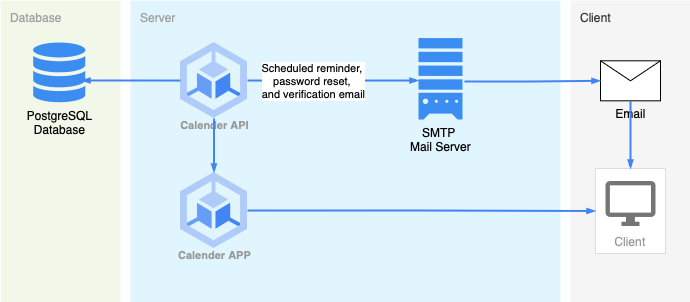 Database
Server
Client
PostgreSQL
Database
Calender API
Scheduled reminder,
password reset,
and verification email
SMTP
Mail Server
Email
Calender APP
Client